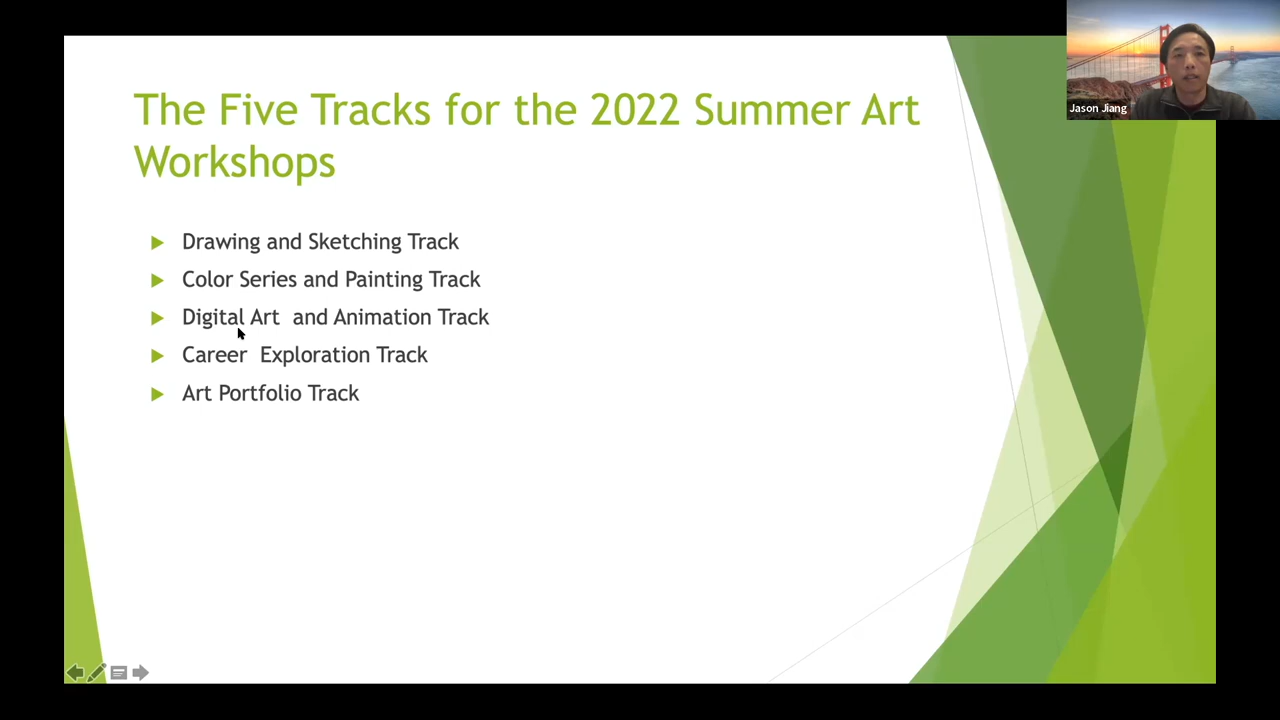 The Five Tracks for the 2022 Summer Art
Workshops
Drawing and Sketching Track
Color Series and Painting Track
Digital Art  and Animation Track
Career  Exploration Track
Art Portfolio Track
Jason Jiang